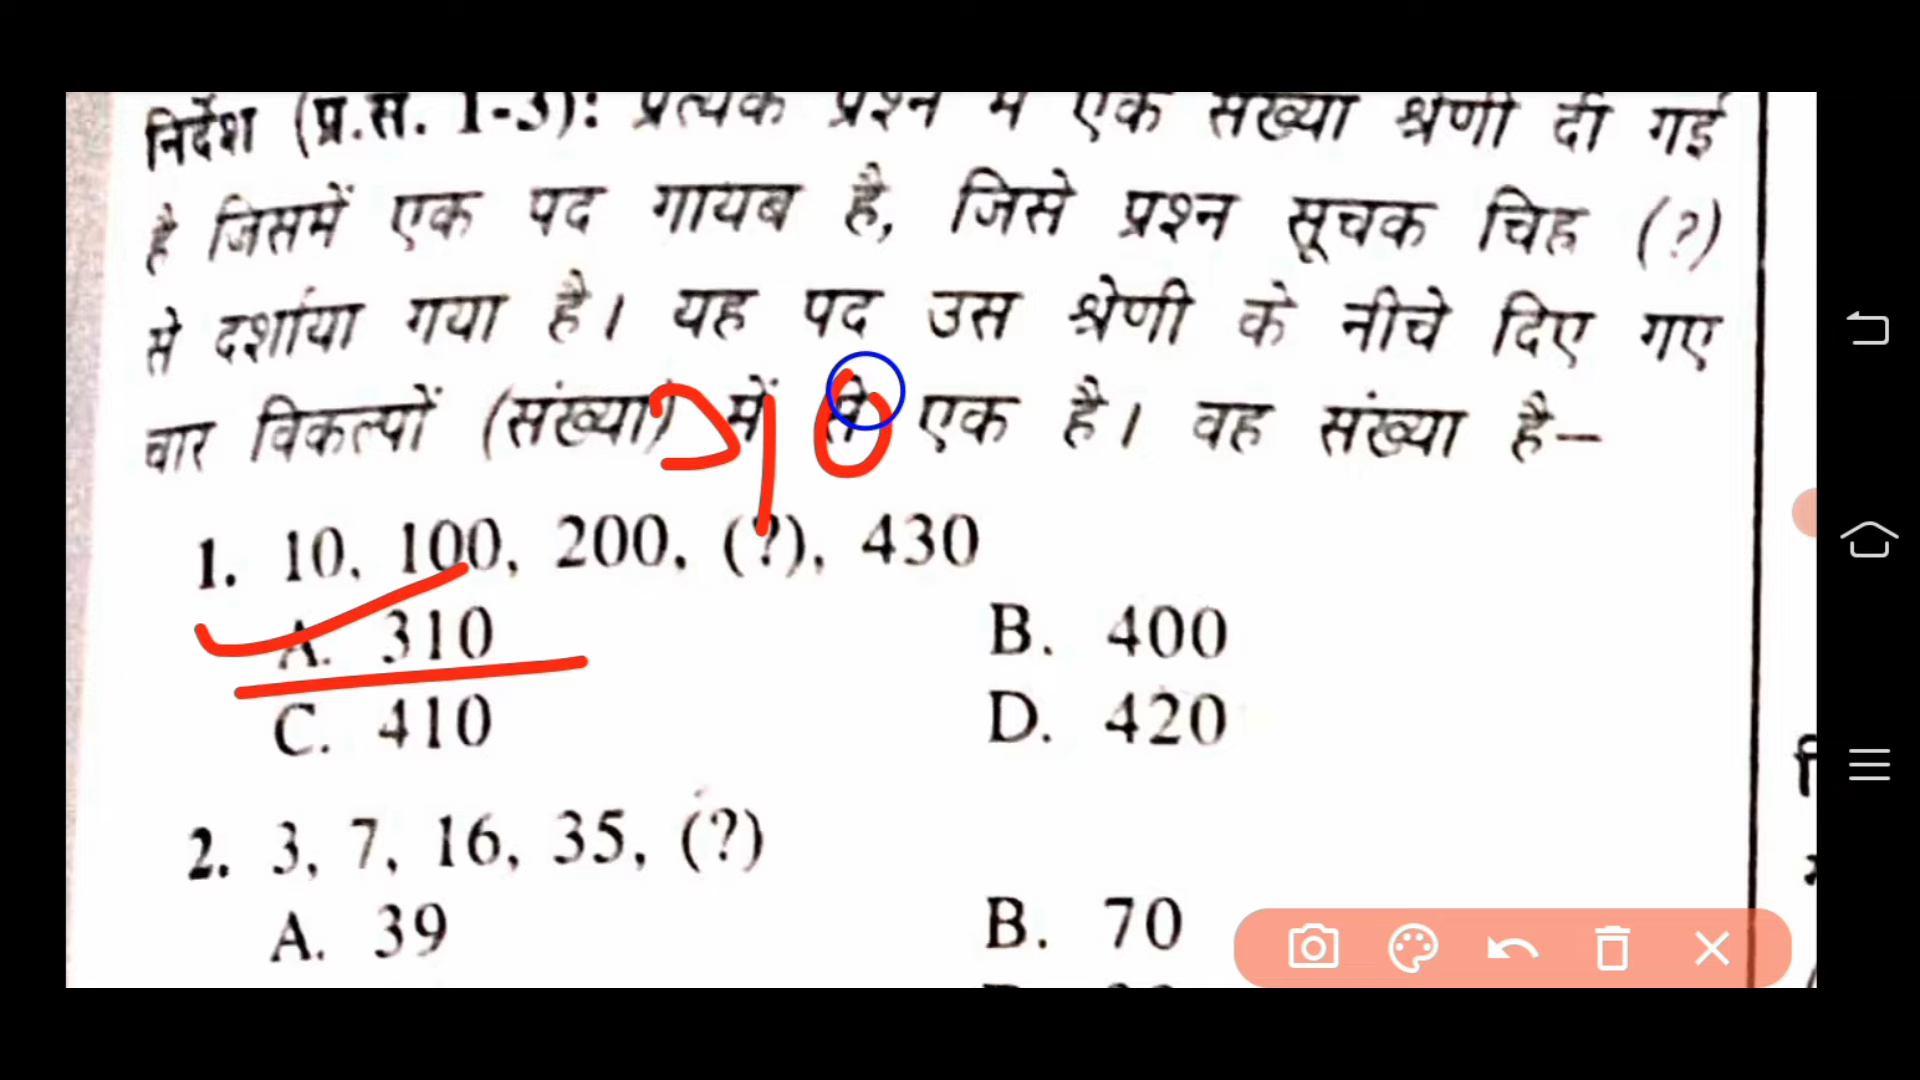 निर्देश (प्र.स. 1-3): प्रत्येक प्रश्न में एक संख्या श्रेणी दी गई
है जिसमें एक पद गायब है, जिसे प्रश्न सूचक चिह्न (?)
से दर्शाया गया है। यह पद उस श्रेणी के नीचे दिए गए
चार विकल्पों (संख्या) में से एक है। वह संख्या है—
310
1. 10, 100, 200, (?), 430
A. 310 B. 400
C. 410 D. 420
2. 3, 7, 16, 35, (?)
A. 39 B. 70